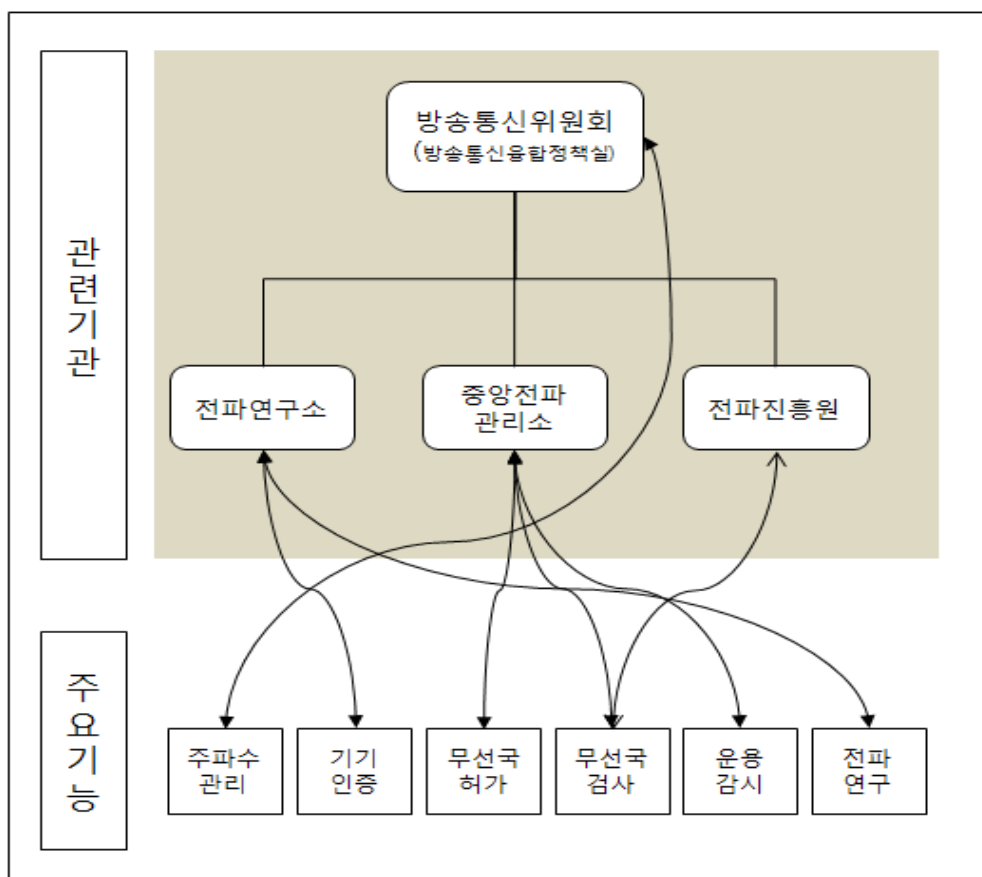 관련기관
방송통신위원회
(방송통신융합정책실)
전파연구소
중앙전파
관리소
전파진흥원
주요기능
주파수
관리
기기
인증
무선국
허가
무선국
검사
운용
감시
전파
연구